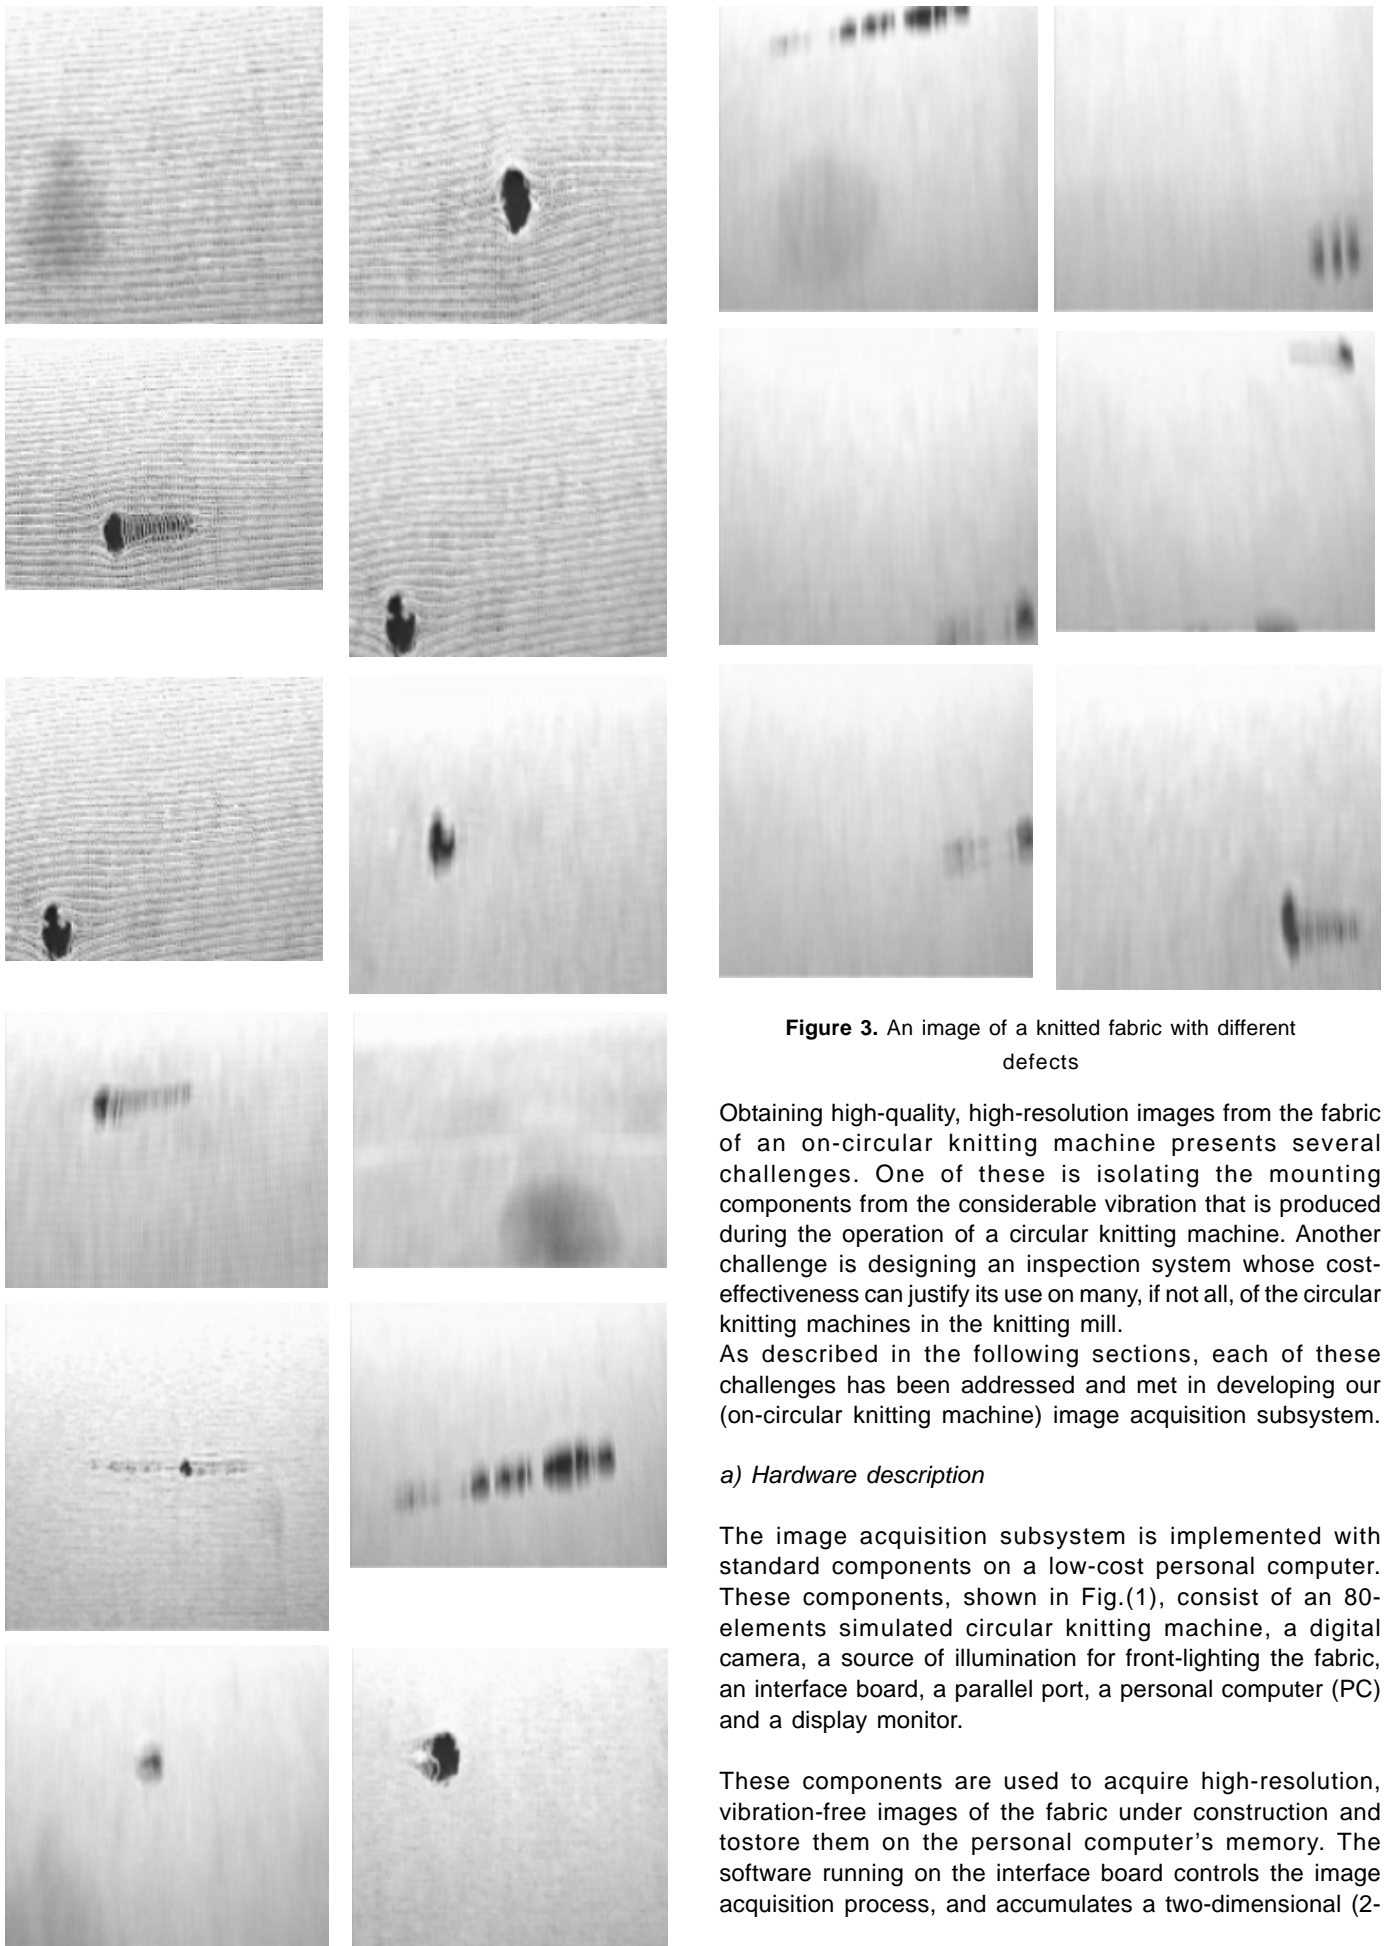 Figure 3. An image of a knitted fabric with different
defects
Obtaining high-quality, high-resolution images from the fabric
of an on-circular knitting machine presents several
challenges. One of these is isolating the mounting
components from the considerable vibration that is produced
during the operation of a circular knitting machine. Another
challenge is designing an inspection system whose cost-
effectiveness can justify its use on many, if not all, of the circular
knitting machines in the knitting mill.
As described in the following sections, each of these
challenges has been addressed and met in developing our
(on-circular knitting machine) image acquisition subsystem.
a) Hardware description
The image acquisition subsystem is implemented with
standard components on a low-cost personal computer.
These components, shown in Fig.(1), consist of an 80-
elements simulated circular knitting machine, a digital
camera, a source of illumination for front-lighting the fabric,
an interface board, a parallel port, a personal computer (PC)
and a display monitor.
These components are used to acquire high-resolution,
vibration-free images of the fabric under construction and
tostore them on the personal computer's memory. The
software running on the interface board controls the image
acquisition process, and accumulates a two-dimensional (2-